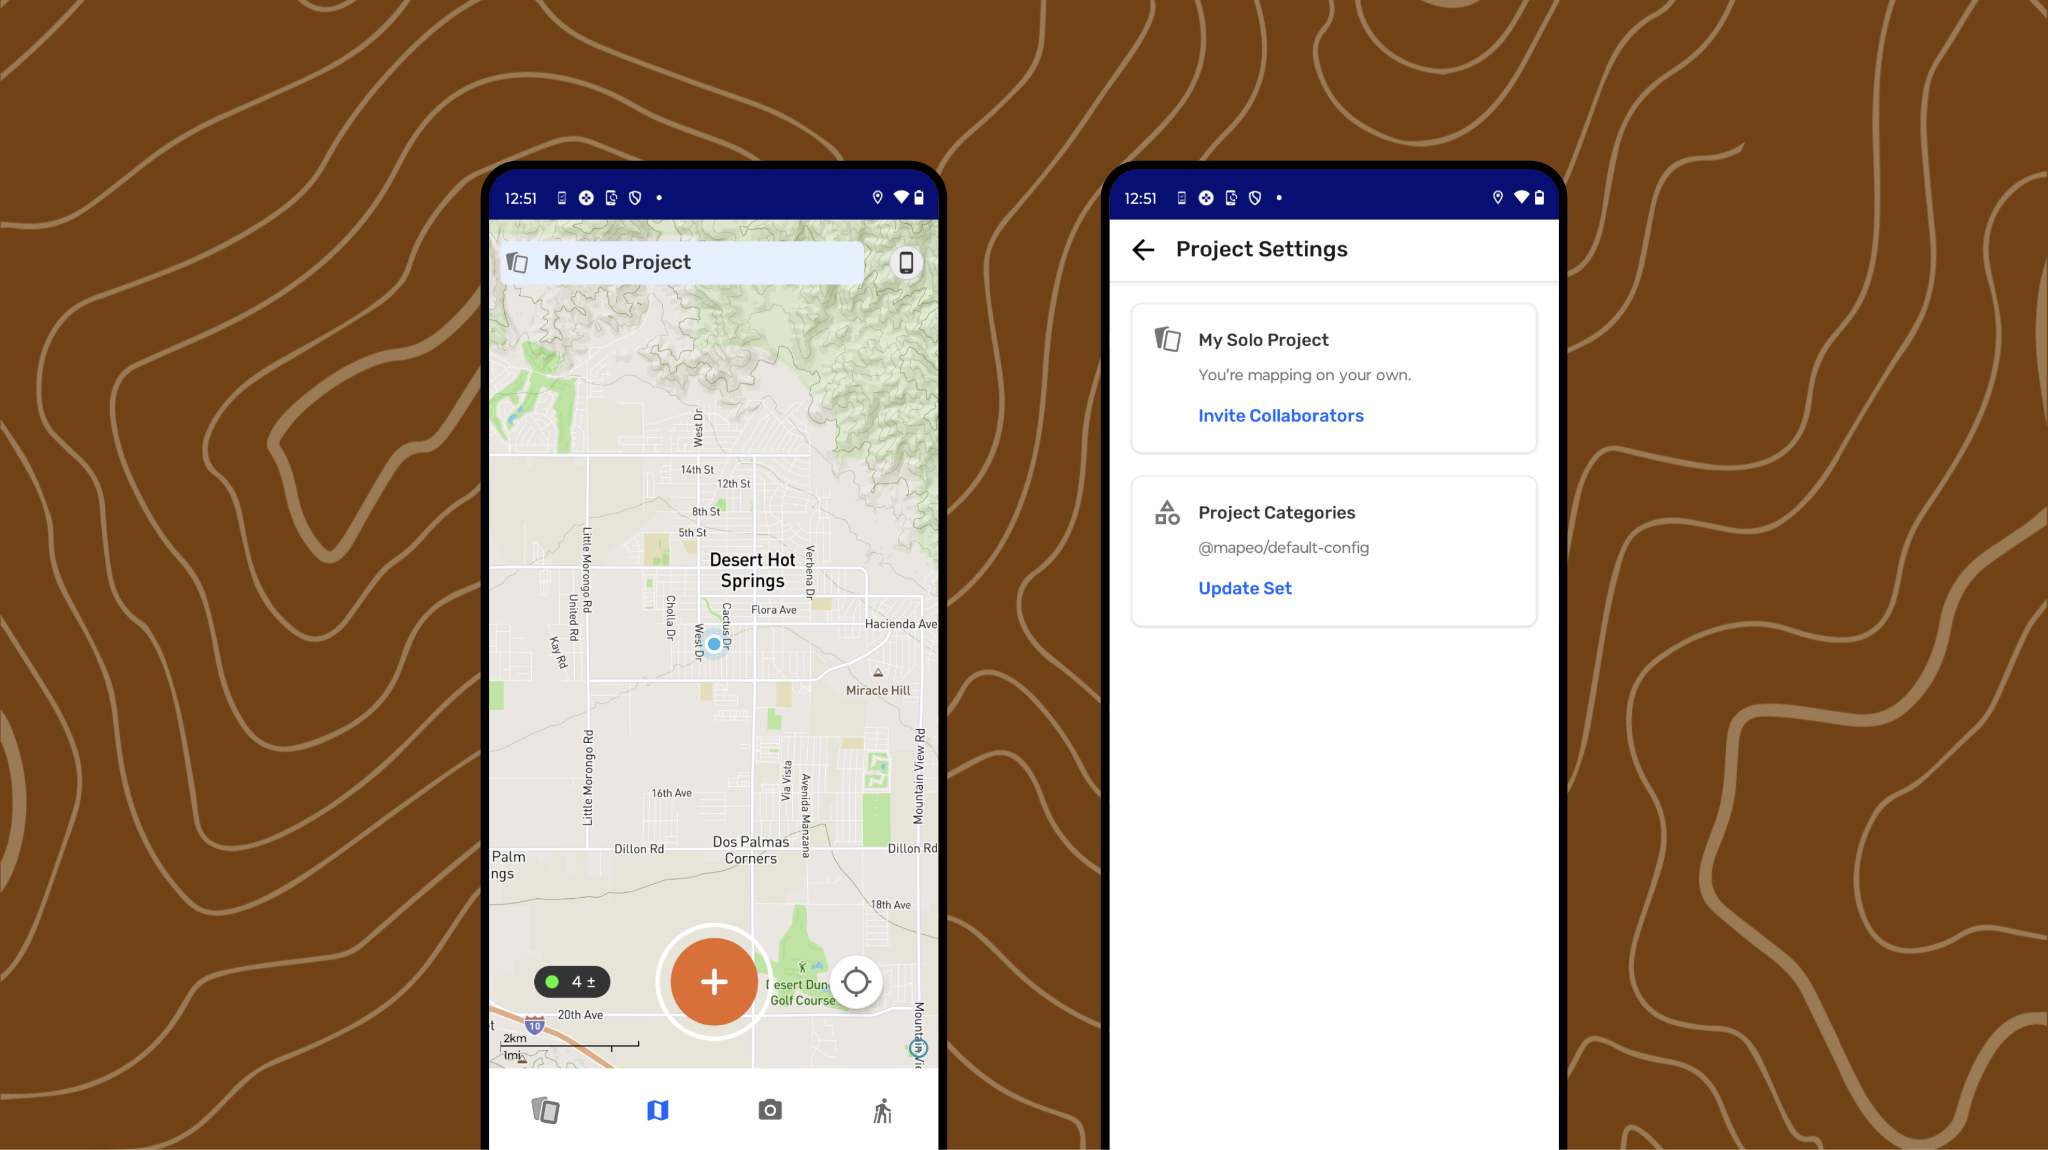 12:51
My Solo Project
West Dr
14th St
12th St
8th St
5th St
Little Morongo Rd
Desert Hot
Springs
Verbena Dr
United Rd
Cholla Dr
Cactus Dr
Flora Ave
West Dr
Hacienda Ave
Kay Rd
Miracle Hill
Little Morongo Rd
Mountain View Rd
Via Vista
Avenida Manzana
16th Ave
Dillon Rd
Dos Palmas
Corners
Dillon Rd
Palm
ngs
18th Ave
4 ±
+
Desert Dun
Golf Course
20th Ave
10
t
Mountain Vie
2km
1mi
12:51
Project Settings
My Solo Project
You're mapping on your own.
Invite Collaborators
Project Categories
@mapeo/default-config
Update Set